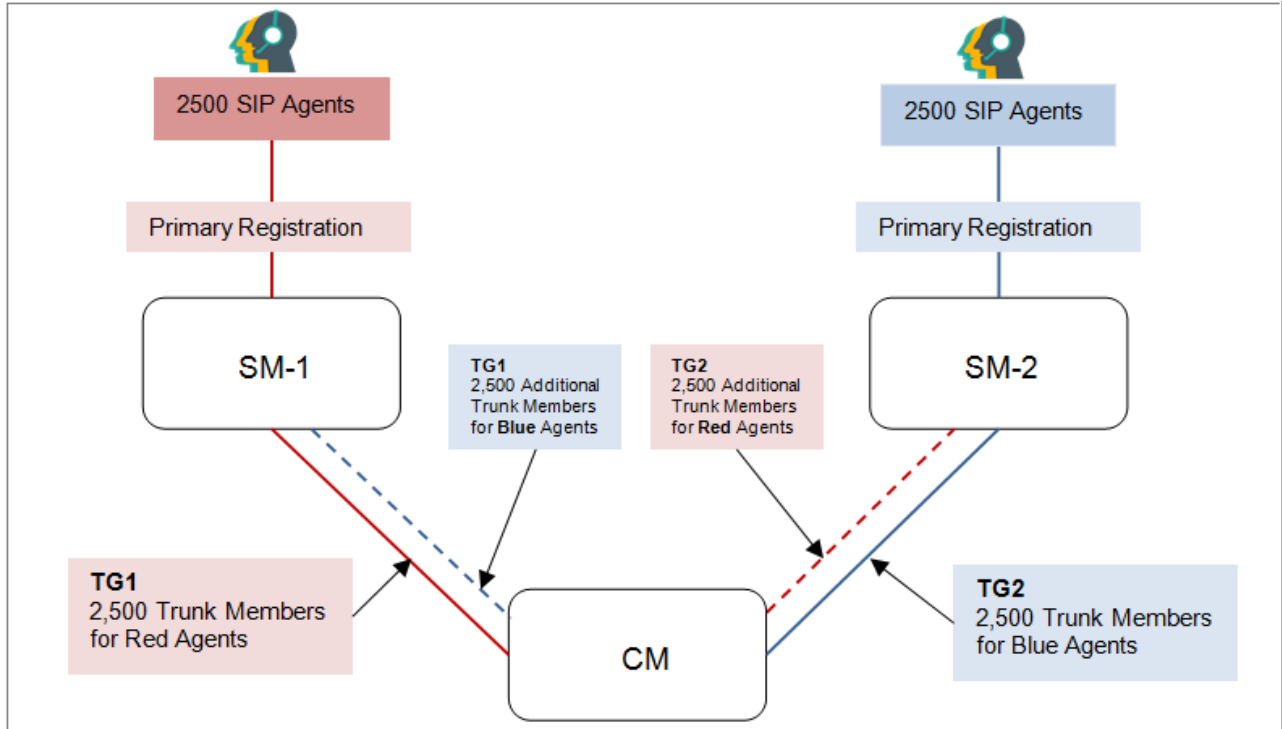 2500 SIP Agents
2500 SIP Agents
Primary Registration
Primary Registration
SM-1
SM-2
TG1
2,500 Additional
Trunk Members
for Blue Agents
TG2
2,500 Additional
Trunk Members
for Red Agents
TG1
2,500 Trunk Members
for Red Agents
CM
TG2
2,500 Trunk Members
for Blue Agents